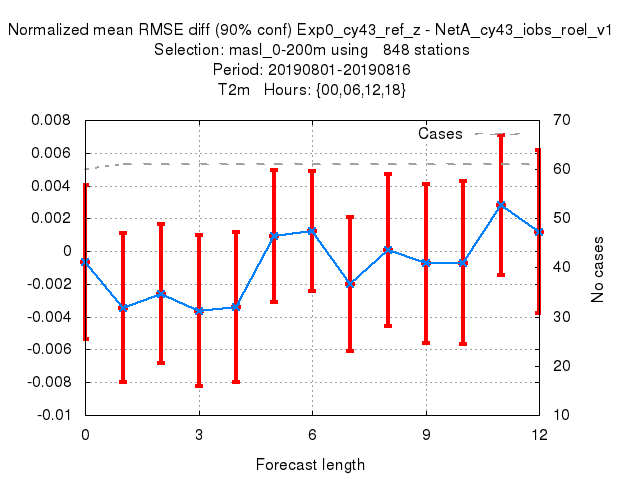 Normalized mean RMSE diff (90% conf) Exp0_cy43_ref_z - NetA_cy43_iobs_roel_v1
Selection: masl_0-200m using 848 stations
Period: 20190801-20190816
T2m Hours: {00,06,12,18}
Cases
0.008
0.006
0.004
0.002
0
-0.002
-0.004
-0.006
-0.008
-0.01
70
60
50
40
30
20
10
No cases
0 3 6 9 12
Forecast length